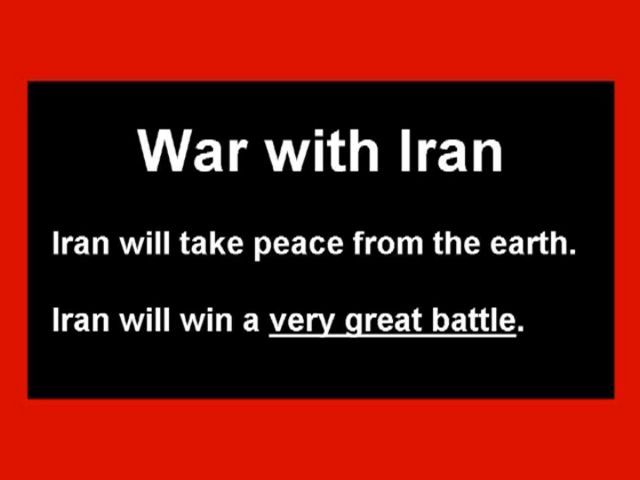 War with Iran
Iran will take peace from the earth.
Iran will win a very great battle.